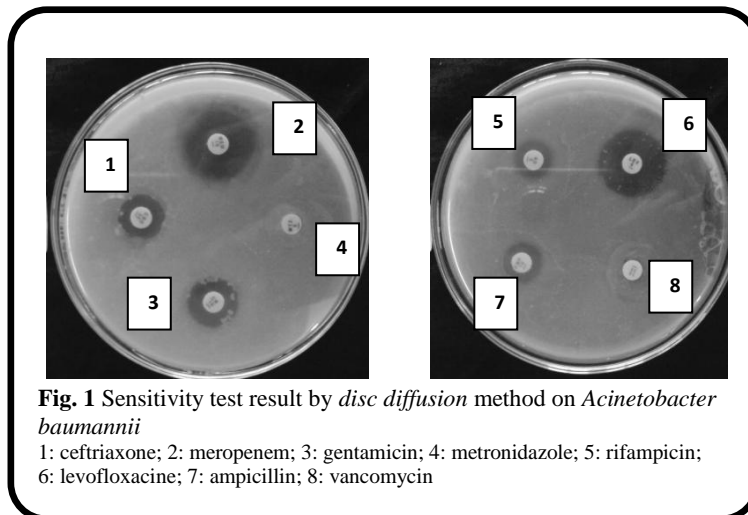 1
2
3
4
5
6
7
8
Fig. 1 Sensitivity test result by disc diffusion method on Acinetobacter
baumannii
1: ceftriaxone; 2: meropenem; 3: gentamicin; 4: metronidazole; 5: rifampicin;
6: levofloxacine; 7: ampicillin; 8: vancomycin